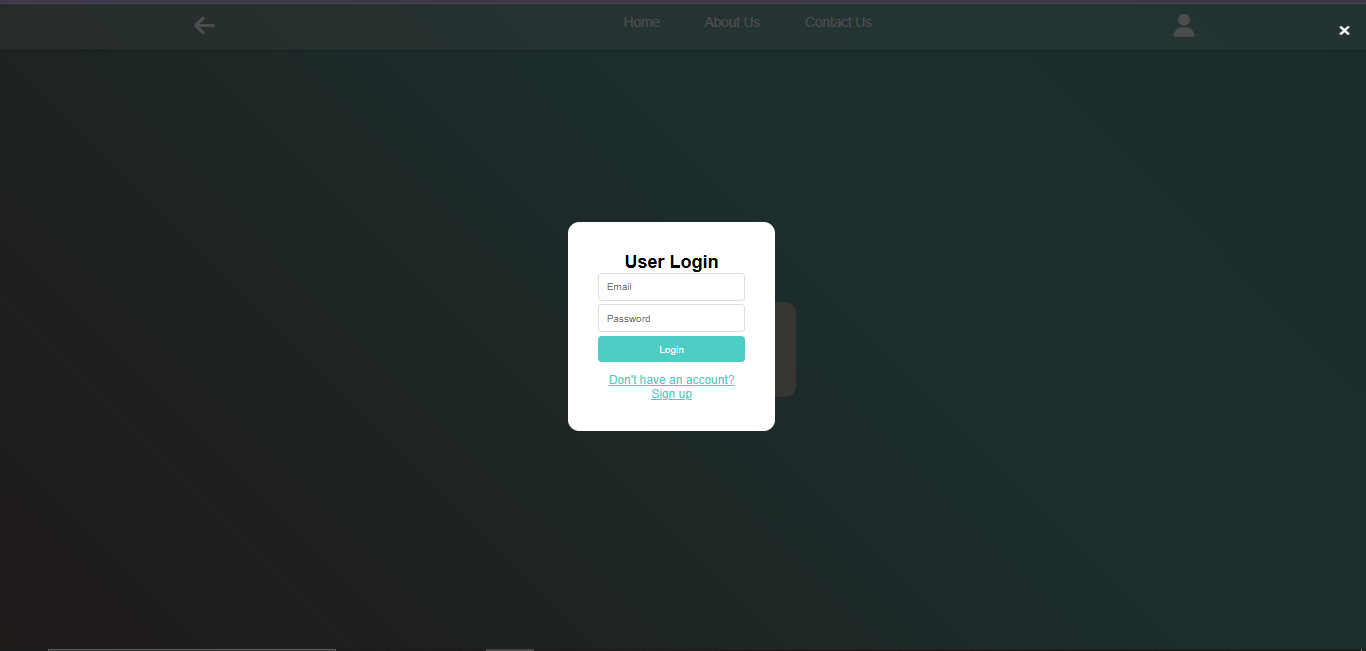 Home About Us Contact Us
User Login
Email
Password
Login
Don't have an account?
Sign up